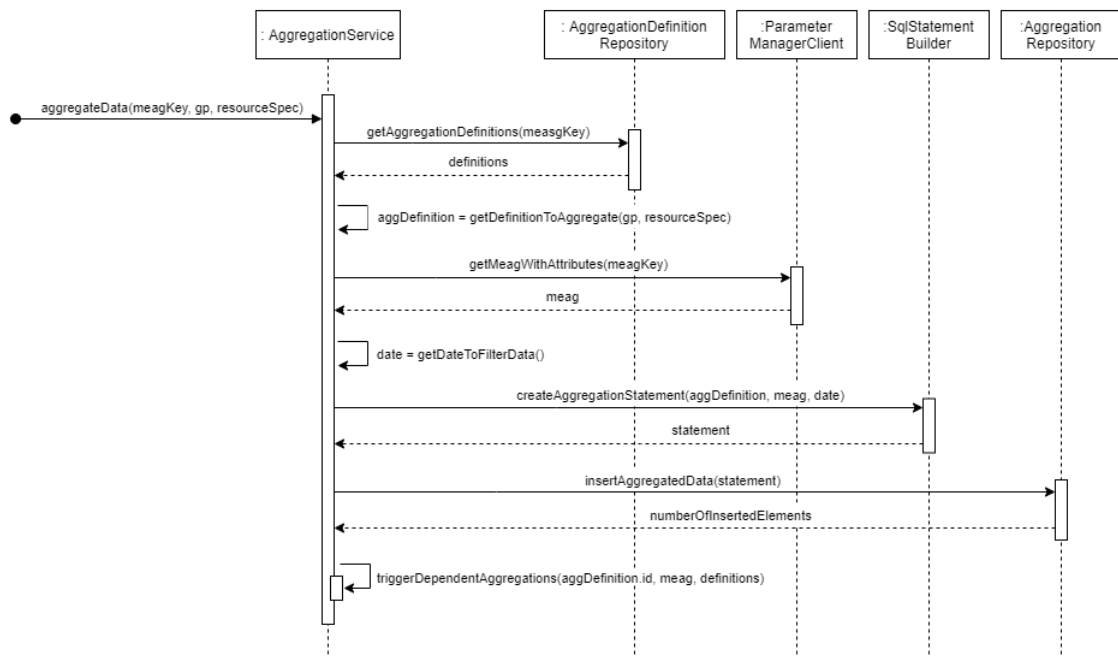 : AggregationService
: AggregationDefinition
Repository
:Parameter
ManagerClient
:SqlStatement
Builder
:Aggregation
Repository
aggregateData(meagKey, gp, resourceSpec)
getAggregationDefinitions(measgKey)
definitions
aggDefinition = getDefinitionToAggregate(gp, resourceSpec)
getMeagWithAttributes(meagKey)
meag
date = getDateToFilterData()
createAggregationStatement(aggDefinition, meag, date)
statement
insertAggregatedData(statement)
numberOfInsertedElements
triggerDependentAggregations(aggDefinition.id, meag, definitions)